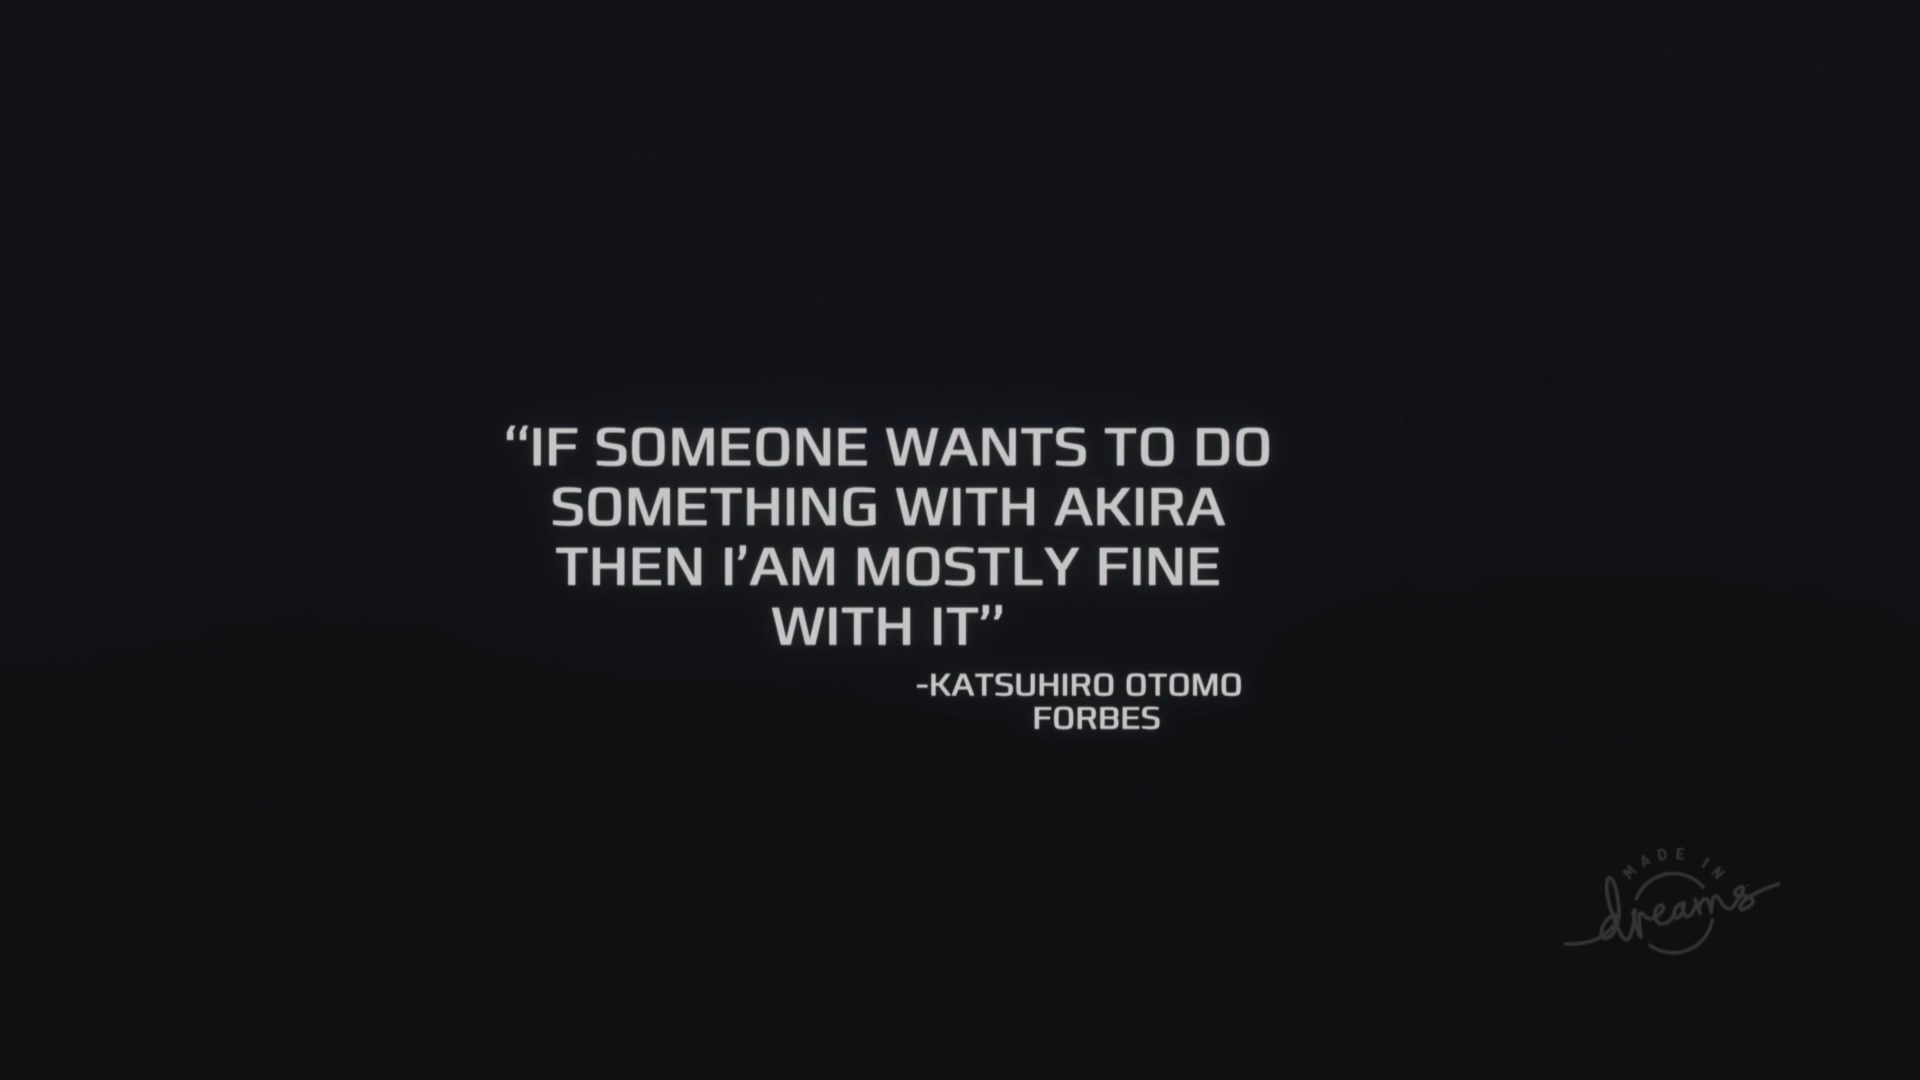 “IF SOMEONE WANTS TO DO
SOMETHING WITH AKIRA
THEN I’AM MOSTLY FINE
WITH IT”
-KATSUHIRO OTOMO
FORBES
MADE IN
dreams